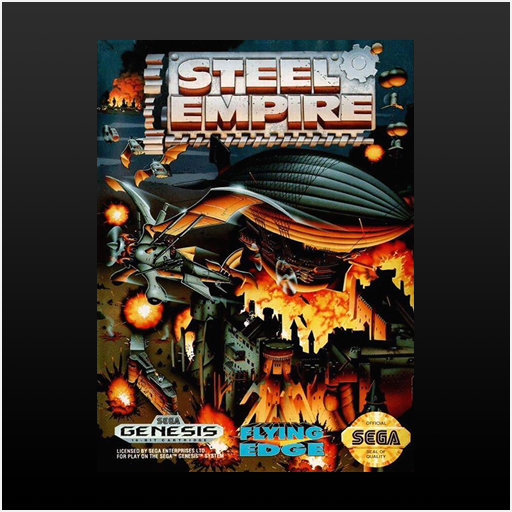 STEEL
EMPIRE
SEGA
GENESIS
16-BIT CARTRIDGE
LICENSED BY SEGA ENTERPRISES LTD.
FOR PLAY ON THE SEGA™ GENESIS™ SYSTEM
FLYING
EDGE
OFFICIAL
SEGA
SEAL OF
QUALITY